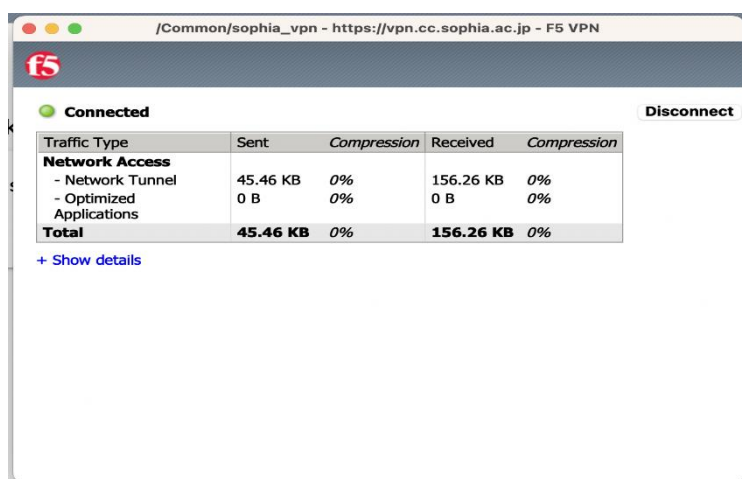 /Common/sophia_vpn - https://vpn.cc.sophia.ac.jp - F5 VPN
f5
Connected
Disconnect
Traffic Type Sent Compression Received Compression
Network Access
- Network Tunnel 45.46 KB 0% 156.26 KB 0%
- Optimized 0 B 0% 0 B 0%
Applications
Total 45.46 KB 0% 156.26 KB 0%
+ Show details